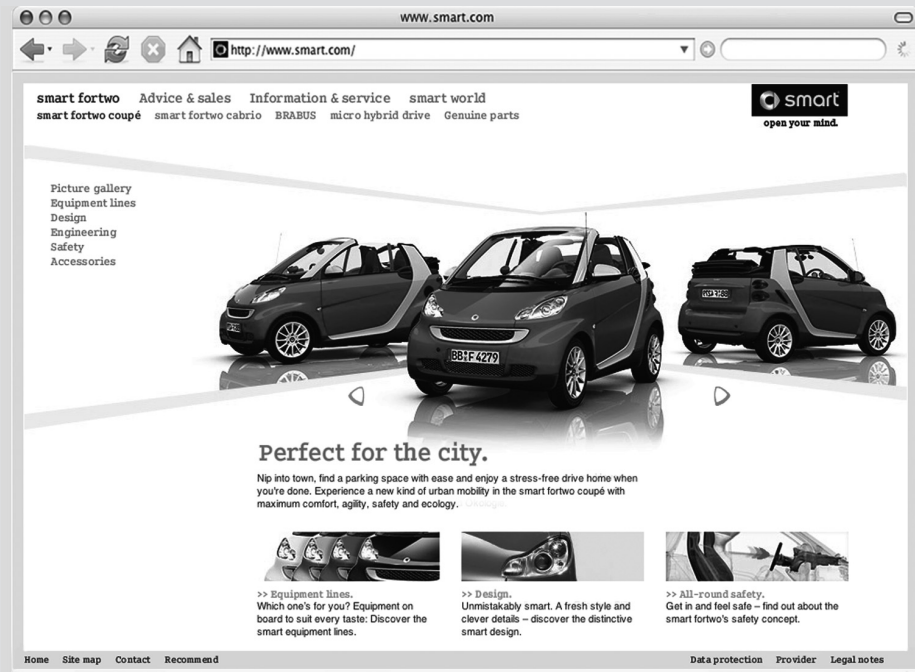 www.smart.com
http://www.smart.com/
smart fortwo Advice & sales Information & service smart world
smart fortwo coupé smart fortwo cabrio BRABUS micro hybrid drive Genuine parts
smart
open your mind.
Picture gallery
Equipment lines
Design
Engineering
Safety
Accessories
BB:F 4279
Perfect for the city.
Nip into town, find a parking space with ease and enjoy a stress-free drive home when
you're done. Experience a new kind of urban mobility in the smart fortwo coupé with
maximum comfort, agility, safety and ecology.
>> Equipment lines.
Which one's for you? Equipment on
board to suit every taste: Discover the
smart equipment lines.
>> Design.
Unmistakably smart. A fresh style and
clever details – discover the distinctive
smart design.
>> All-round safety.
Get in and feel safe – find out about the
smart fortwo's safety concept.
Home Site map Contact Recommend
Data protection Provider Legal notes